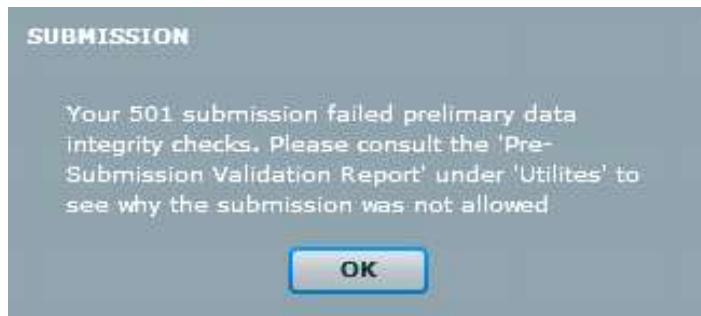 SUBMISSION
Your 501 submission failed prelimary data
integrity checks. Please consult the 'Pre-
Submission Validation Report' under 'Utilites' to
see why the submission was not allowed
OK